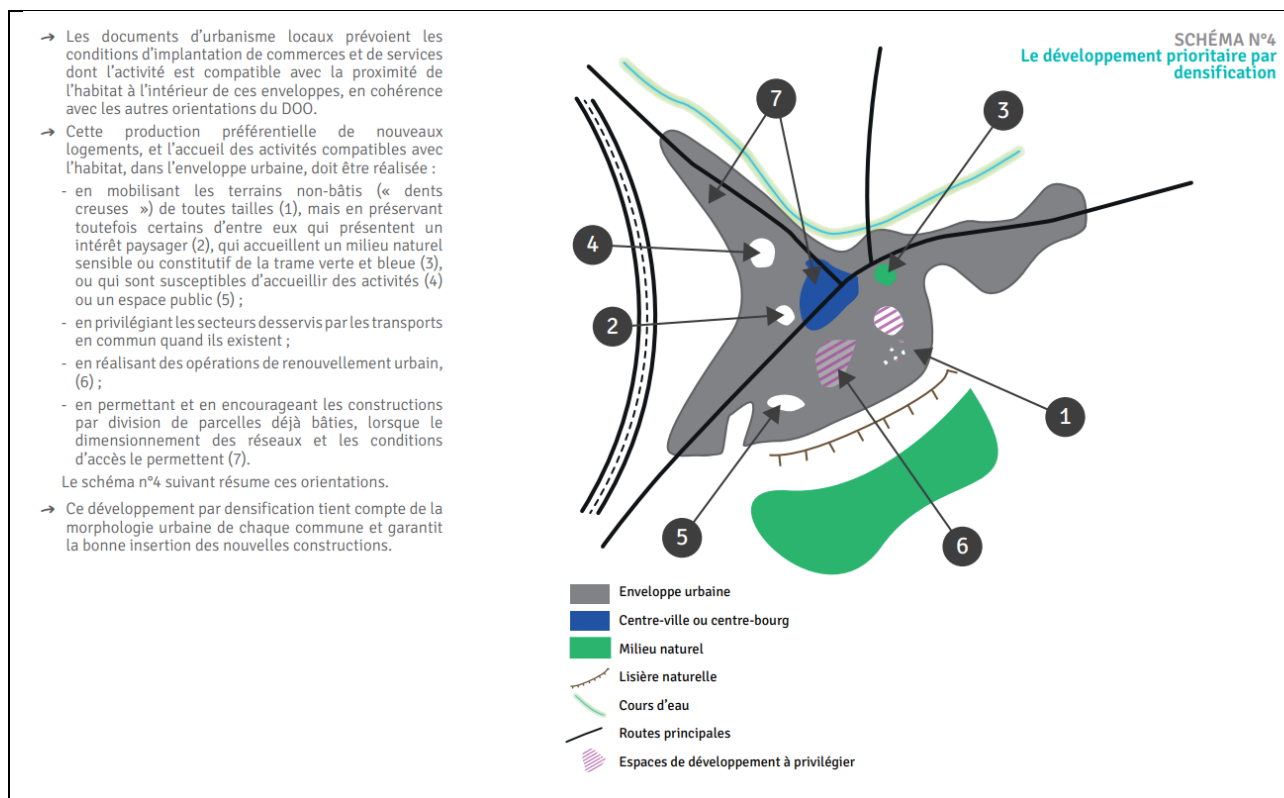 → Les documents d’urbanisme locaux prévoient les
conditions d’implantation de commerces et de services
dont l’activité est compatible avec la proximité de
l’habitat à l’intérieur de ces enveloppes, en cohérence
avec les autres orientations du DOO.
→ Cette production préférentielle de nouveaux
logements, et l’accueil des activités compatibles avec
l’habitat, dans l’enveloppe urbaine, doit être réalisée :
- en mobilisant les terrains non-bâtis (« dents
creuses ») de toutes tailles (1), mais en préservant
toutefois certains d’entre eux qui présentent un
intérêt paysager (2), qui accueillent un milieu naturel
sensible ou constitutif de la trame verte et bleue (3),
ou qui sont susceptibles d’accueillir des activités (4)
ou un espace public (5) ;
- en privilégiant les secteurs desservis par les transports
en commun quand ils existent ;
- en réalisant des opérations de renouvellement urbain,
(6) ;
- en permettant et en encourageant les constructions
par division de parcelles déjà bâties, lorsque le
dimensionnement des réseaux et les conditions
d’accès le permettent (7).
Le schéma n°4 suivant résume ces orientations.
→ Ce développement par densification tient compte de la
morphologie urbaine de chaque commune et garantit
la bonne insertion des nouvelles constructions.
SCHÉMA N°4
Le développement prioritaire par
densification
7
3
4
2
1
5
6
Enveloppe urbaine
Centre-ville ou centre-bourg
Milieu naturel
Lisière naturelle
Cours d’eau
Routes principales
Espaces de développement à privilégier